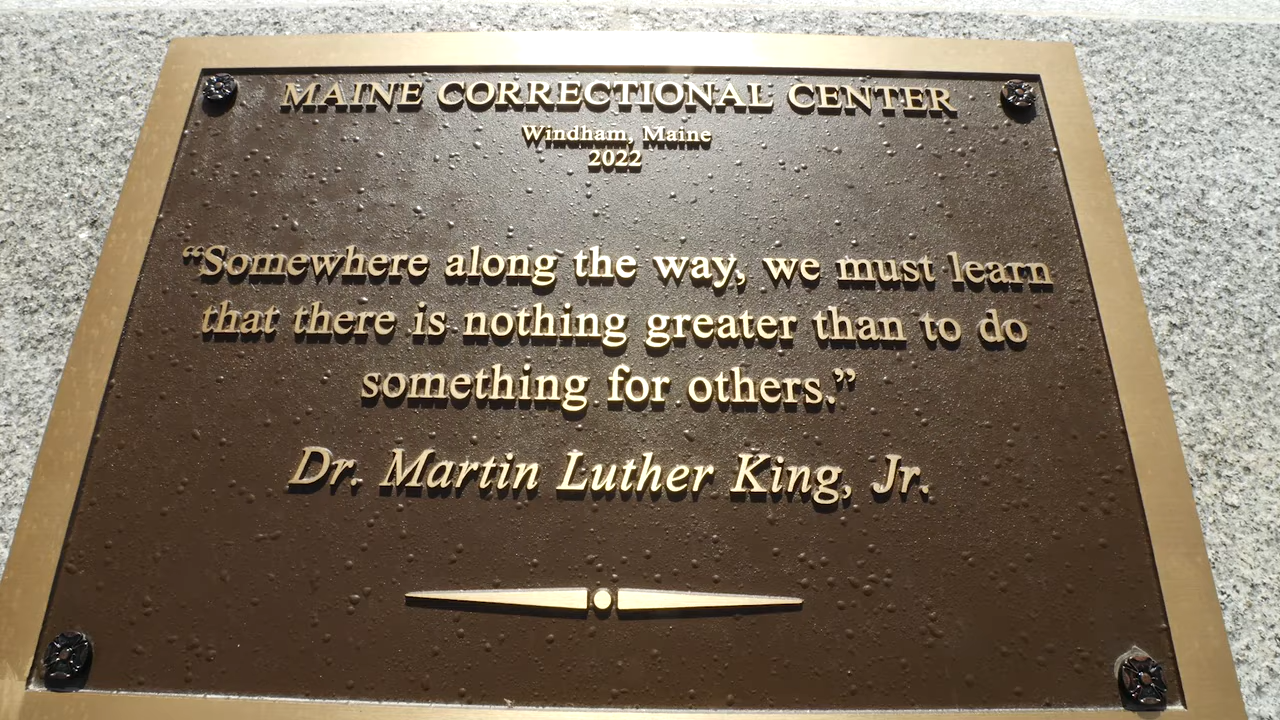 MAINE CORRECTIONAL CENTER
Windham, Maine
2022
“Somewhere along the way, we must learn
that there is nothing greater than to do
something for others.”
Dr. Martin Luther King, Jr.